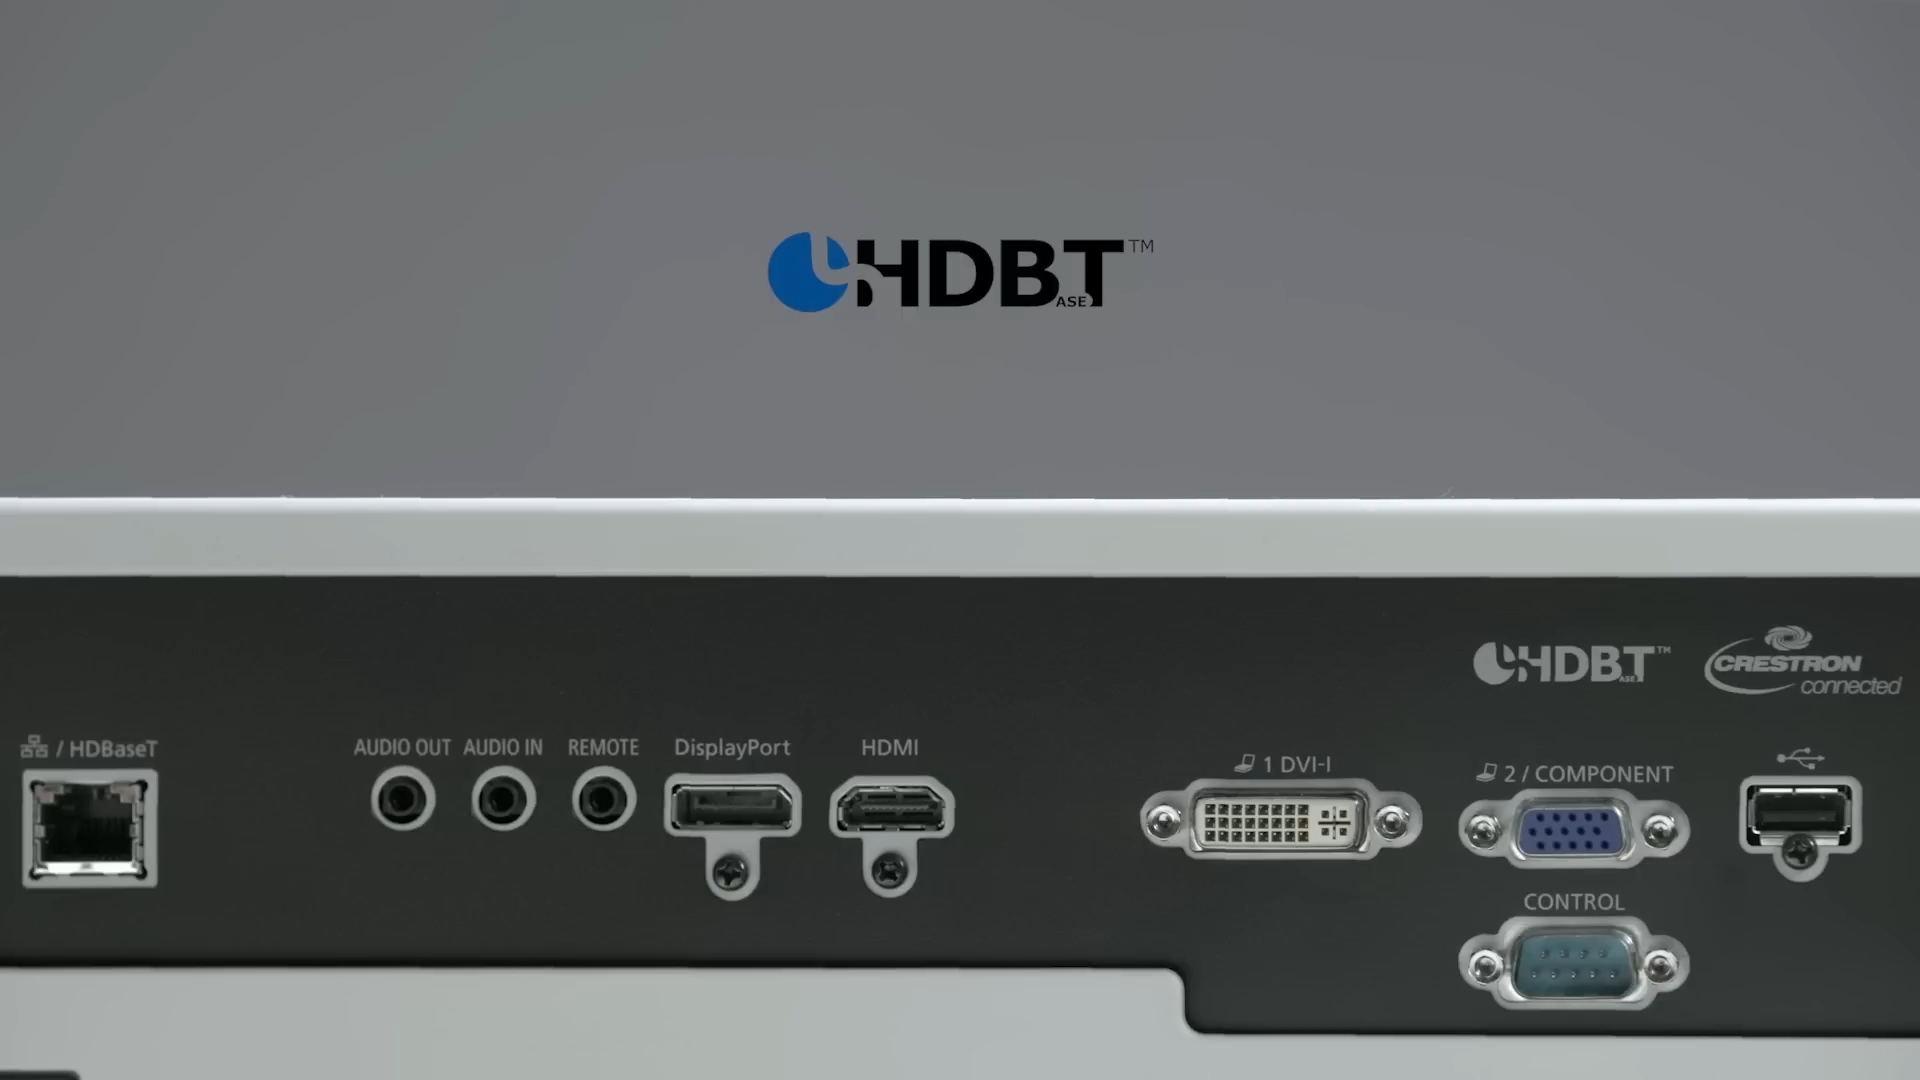 HDBASET™
HDBASET™
CRESTRON
connected
/ HDBaseT
AUDIO OUT
AUDIO IN
REMOTE
DisplayPort
HDMI
1 DVI-I
2 / COMPONENT
CONTROL